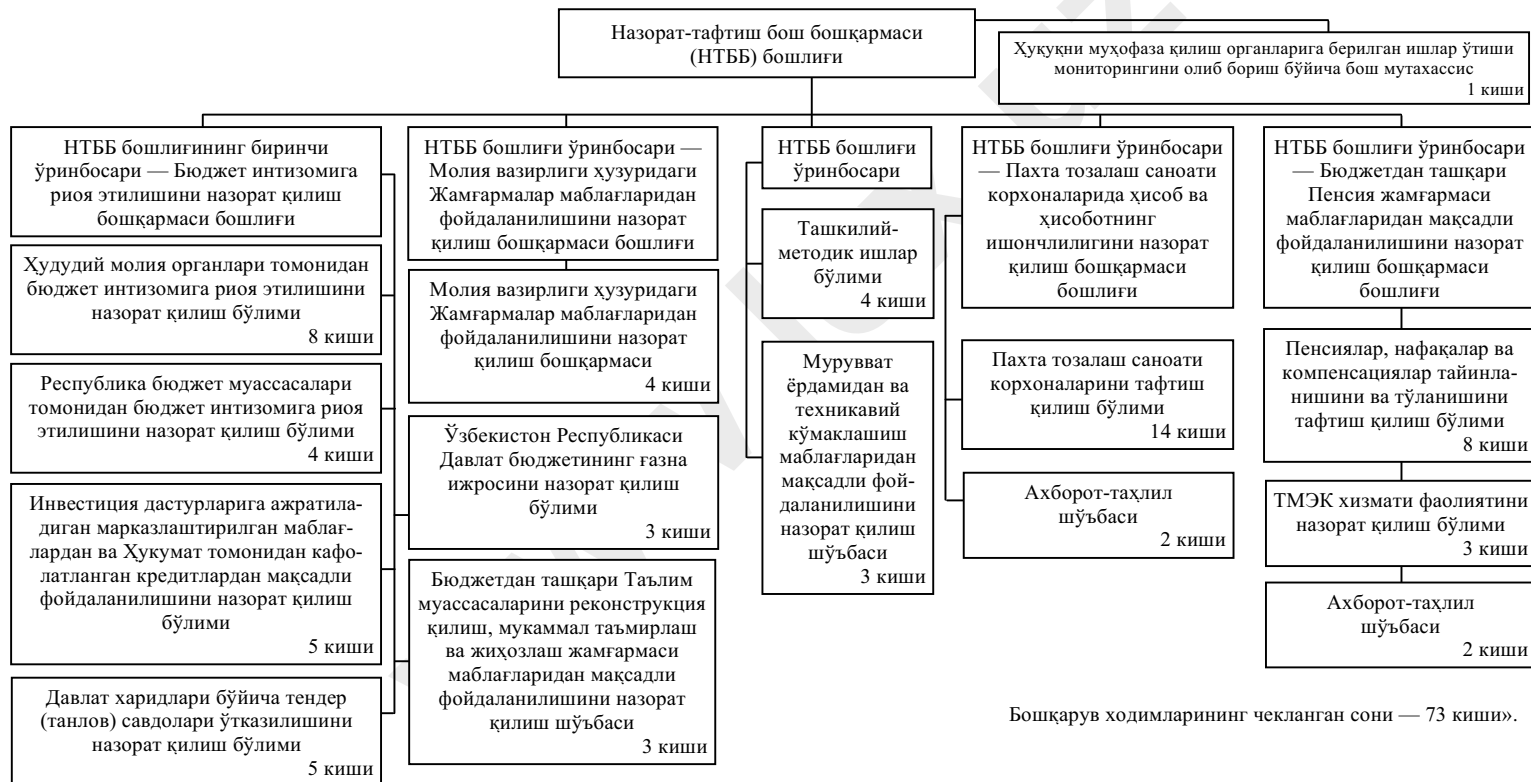 Назорат-тафтиш бош бошқармаси
(НТББ) бошлиғи
Ҳуқуқни муҳофаза қилиш органларига берилган ишлар ўтиши
мониторингини олиб бориш бўйича бош мутахассис
1 киши
НТББ бошлиғининг биринчи
ўринбосари — Бюджет интизомига
риоя этилишини назорат қилиш
бошқармаси бошлиғи
Ҳудудий молия органлари томонидан
бюджет интизомига риоя этилишини
назорат қилиш бўлими
8 киши
Республика бюджет муассасалари
томонидан бюджет интизомига риоя
этилишини назорат қилиш бўлими
4 киши
Инвестиция дастурларига ажратила-
диган марказлаштирилган маблағ-
лардан ва Ҳукумат томонидан кафо-
латланган кредитлардан мақсадли
фойдаланилишини назорат қилиш
бўлими
5 киши
Давлат харидлари бўйича тендер
(танлов) савдолари ўтказилишини
назорат қилиш бўлими
5 киши
НТББ бошлиғи ўринбосари —
Молия вазирлиги ҳузуридаги
Жамғармалар маблағларидан
фойдаланилишини назорат
қилиш бошқармаси бошлиғи
Молия вазирлиги ҳузуридаги
Жамғармалар маблағларидан
фойдаланилишини назорат
қилиш бошқармаси
4 киши
Ўзбекистон Республикаси
Давлат бюджетининг ғазна
ижросини назорат қилиш
бўлими
3 киши
Бюджетдан ташқари Таълим
муассасаларини реконструкция
қилиш, мукаммал таъмирлаш
ва жиҳозлаш жамғармаси
маблағларидан мақсадли
фойдаланилишини назорат
қилиш шўъбаси
3 киши
НТББ бошлиғи
ўринбосари
Ташкилий-
методик ишлар
бўлими
4 киши
Мурувват
ёрдамидан ва
техникавий
кўмаклашиш
маблағларидан
мақсадли фой-
даланилишини
назорат қилиш
шўъбаси
3 киши
НТББ бошлиғи ўринбосари
— Пахта тозалаш саноати
корхоналарида ҳисоб ва
ҳисоботнинг
ишончлилигини назорат
қилиш бошқармаси
бошлиғи
Пахта тозалаш саноати
корхоналарини тафтиш
қилиш бўлими
14 киши
Ахборот-таҳлил
шўъбаси
2 киши
НТББ бошлиғи ўринбосари
— Бюджетдан ташқари
Пенсия жамғармаси
маблағларидан мақсадли
фойдаланилишини назорат
қилиш бошқармаси
бошлиғи
Пенсиялар, нафақалар ва
компенсациялар тайинла-
нишини ва тўланишини
тафтиш қилиш бўлими
8 киши
ТМЭК хизмати фаолиятини
назорат қилиш бўлими
3 киши
Ахборот-таҳлил
шўъбаси
2 киши
Бошқарув ходимларининг чекланган сони — 73 киши».